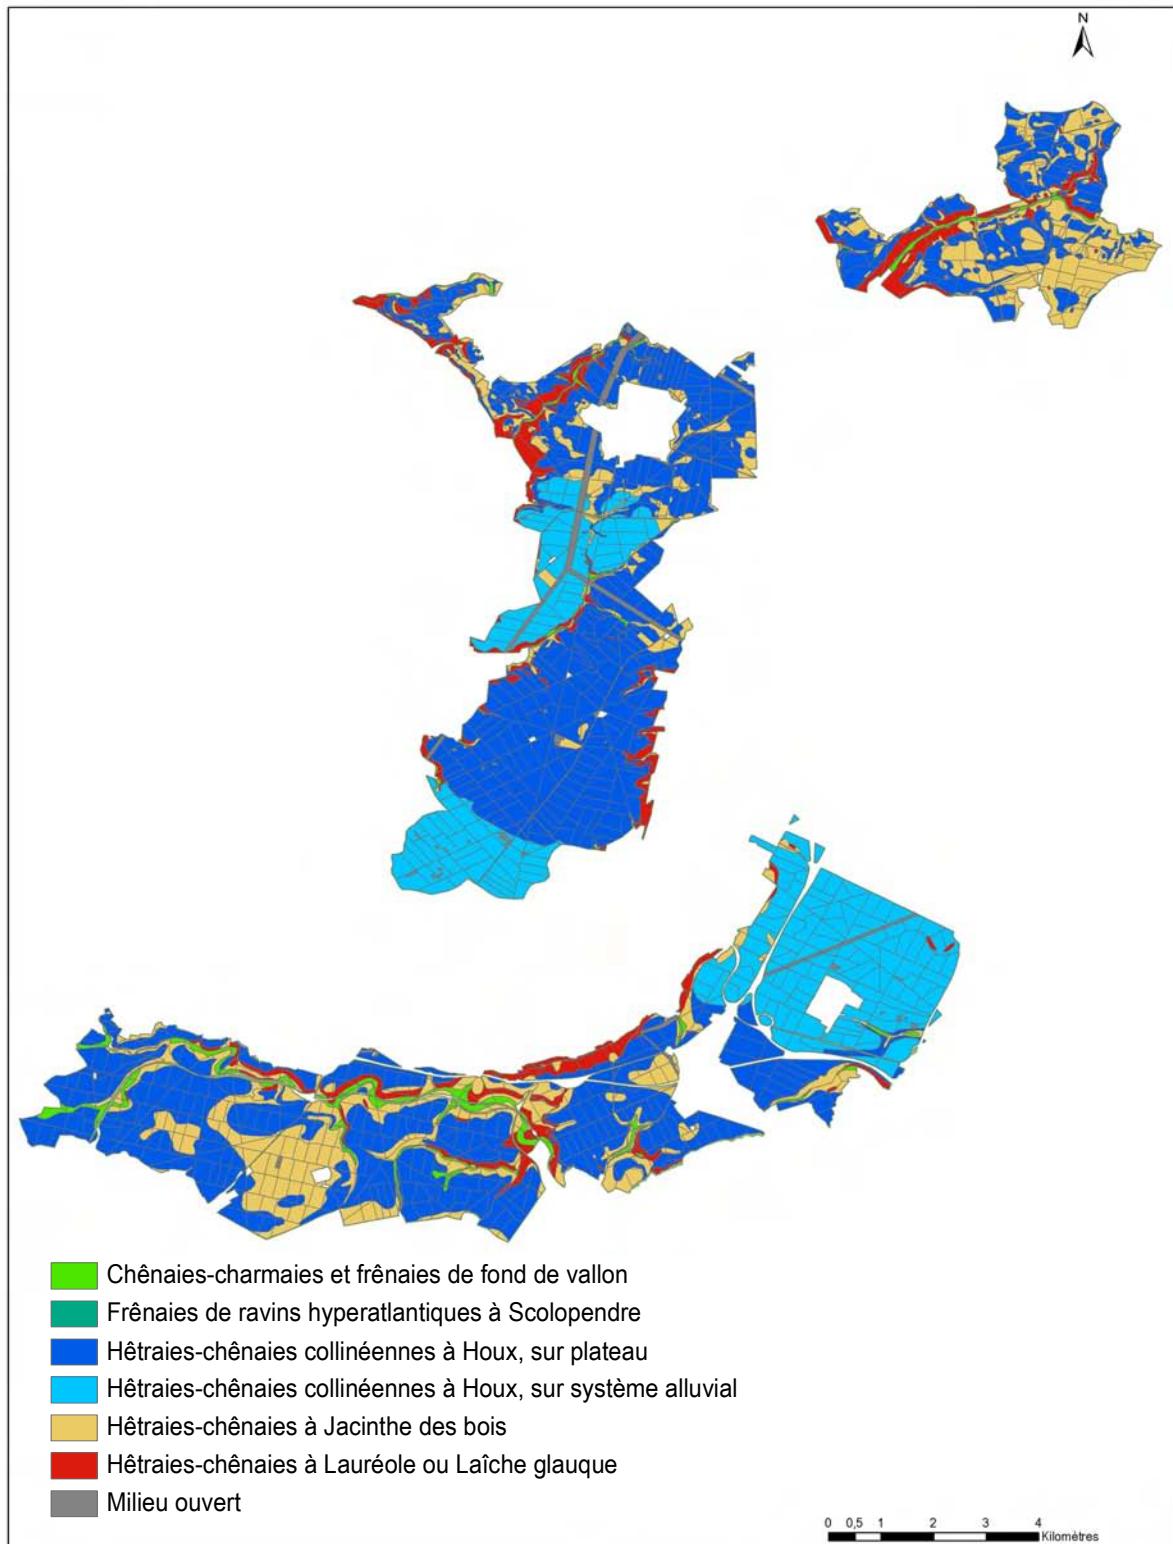 N
Chênaies-charmaies et frênaies de fond de vallon
Frênaies de ravins hyperatlantiques à Scolopendre
Hêtraies-chênaies collinéennes à Houx, sur plateau
Hêtraies-chênaies collinéennes à Houx, sur système alluvial
Hêtraies-chênaies à Jacinthe des bois
Hêtraies-chênaies à Lauréole ou Laîche glauque
Milieu ouvert
0 0,5 1 2 3 4
Kilomètres